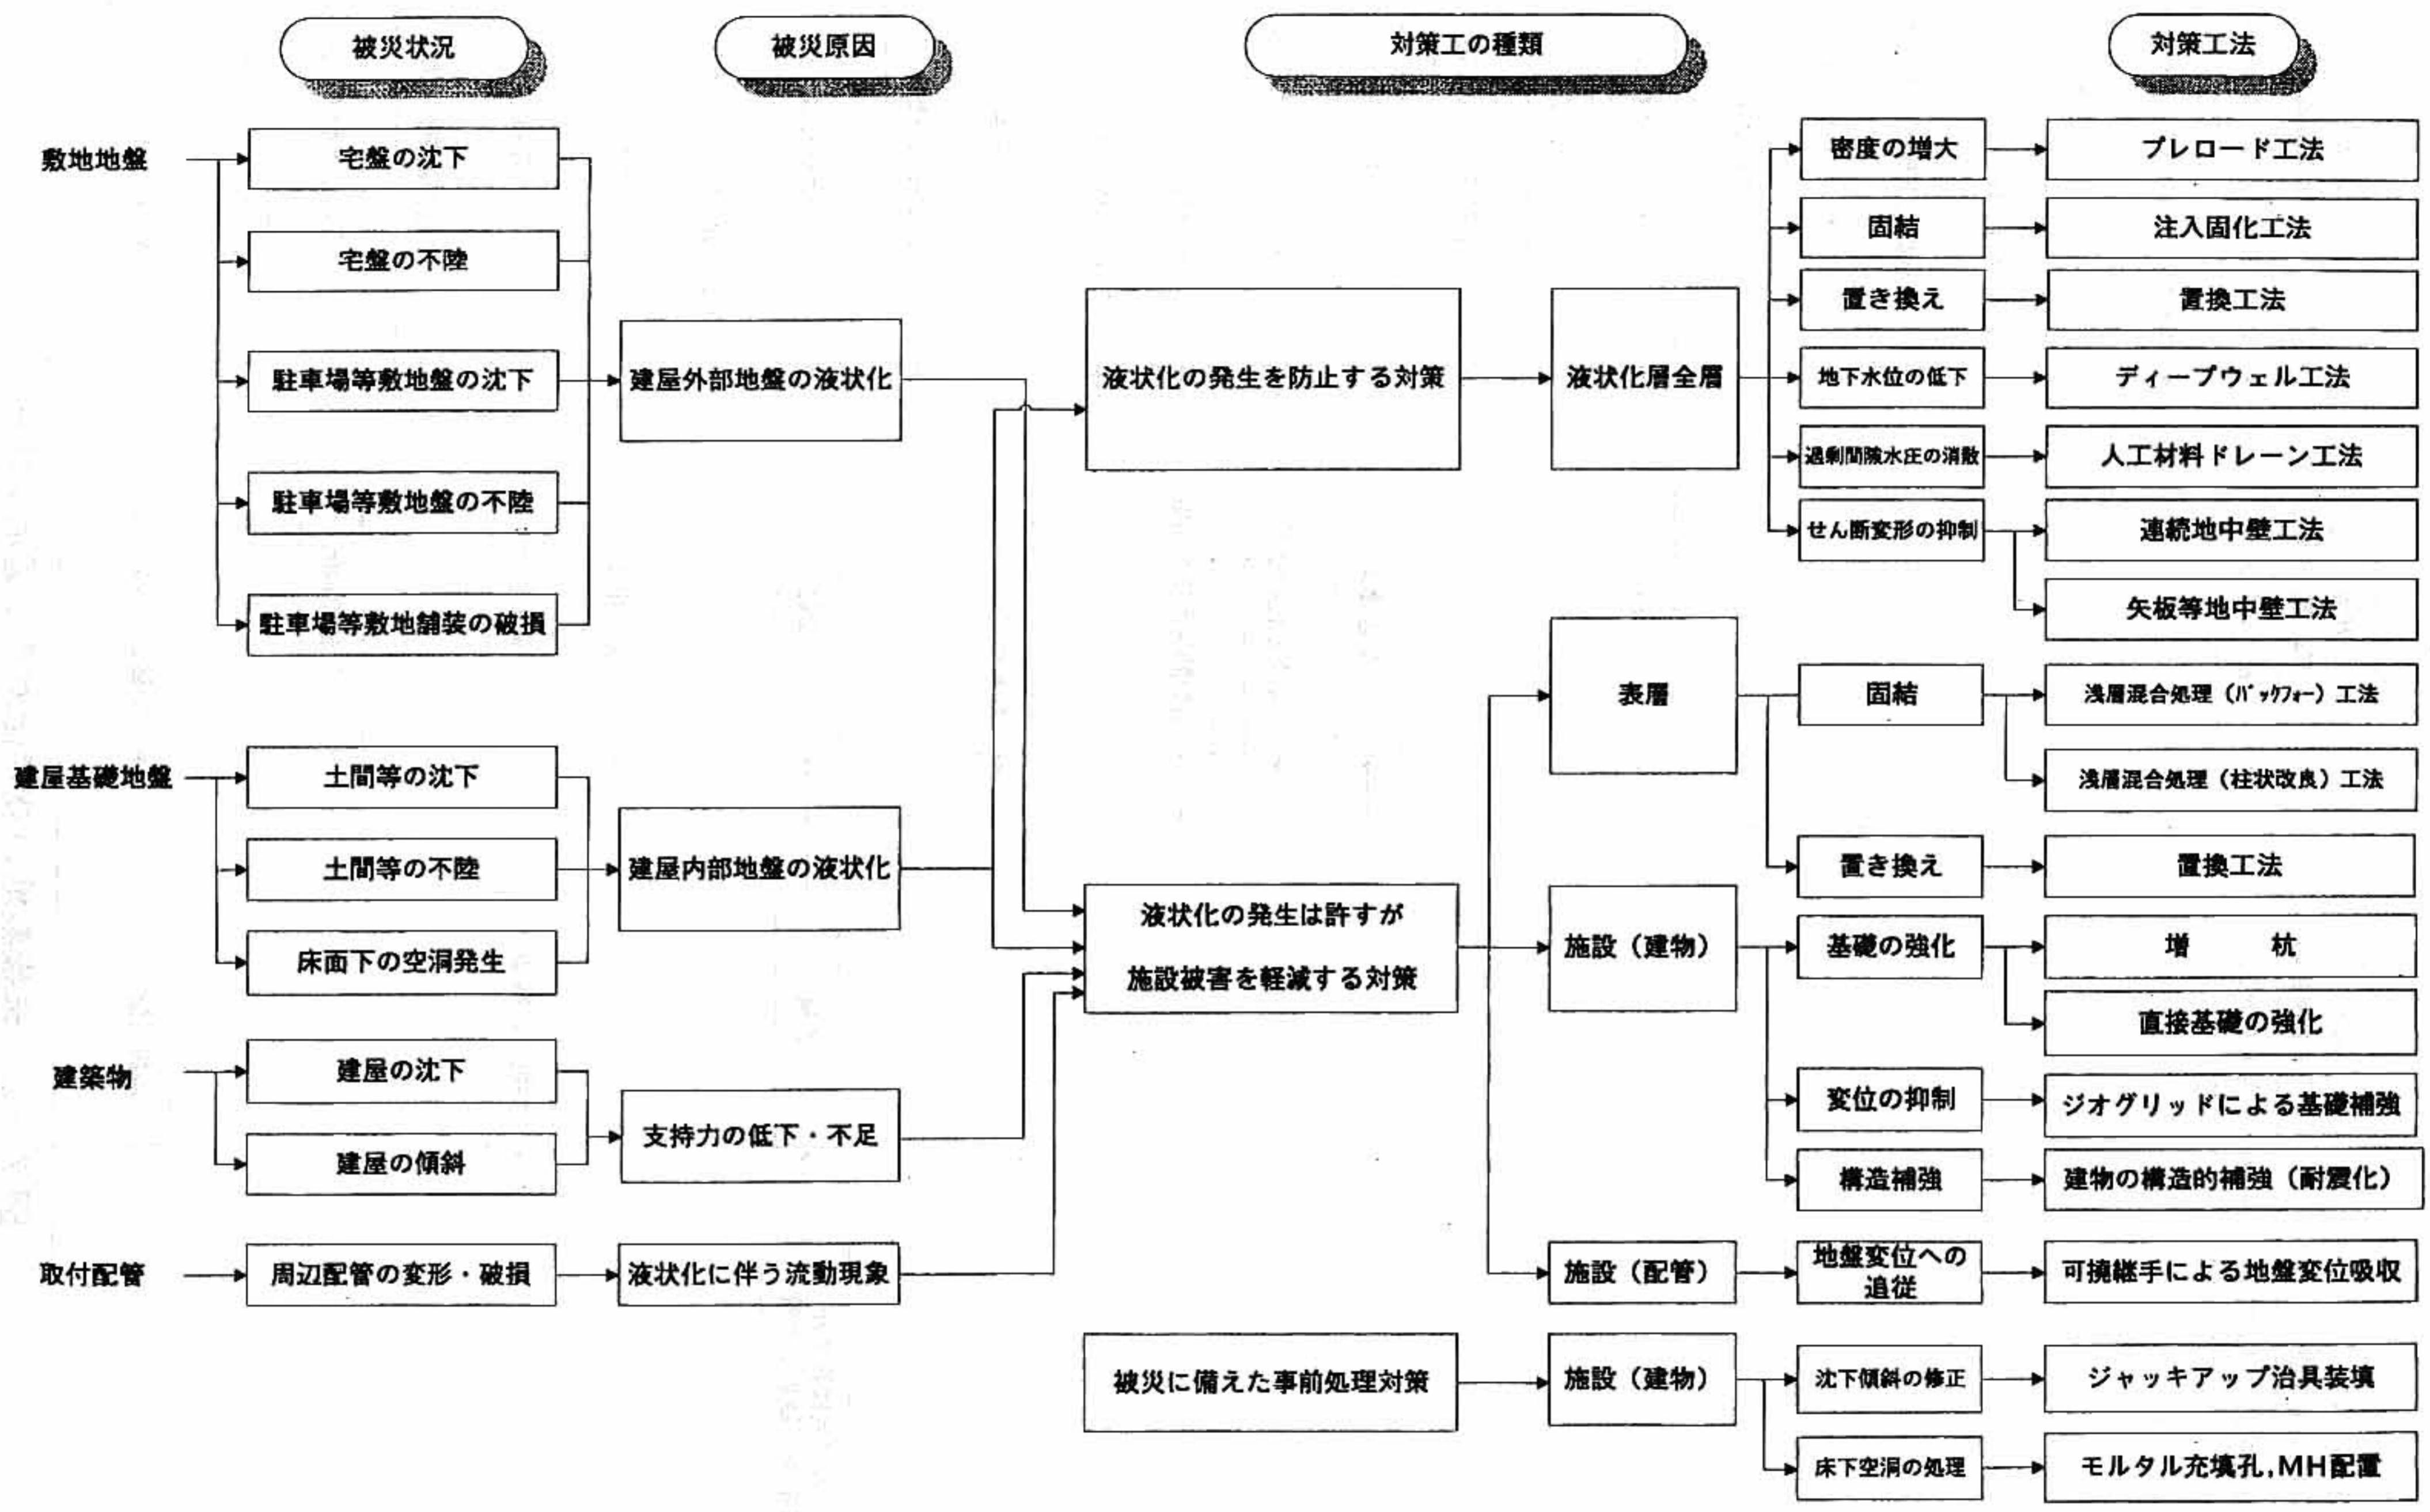 被災状況
被災原因
対策工の種類
対策工法
敷地地盤
宅盤の沈下
宅盤の不陸
駐車場等敷地盤の沈下
駐車場等敷地盤の不陸
駐車場等敷地舗装の破損
建屋外部地盤の液状化
建屋基礎地盤
土間等の沈下
土間等の不陸
床面下の空洞発生
建屋内部地盤の液状化
建築物
建屋の沈下
建屋の傾斜
支持力の低下・不足
取付配管
周辺配管の変形・破損
液状化に伴う流動現象
液状化の発生を防止する対策
液状化層全層
密度の増大
プレロード工法
固結
注入固化工法
置き換え
置換工法
地下水位の低下
ディープウェル工法
過剰間隙水圧の消散
人工材料ドレーン工法
せん断変形の抑制
連続地中壁工法
矢板等地中壁工法
液状化の発生は許すが
施設被害を軽減する対策
表層
固結
浅層混合処理（ﾊﾞｯｸﾌｫｰ）工法
浅層混合処理（柱状改良）工法
置き換え
置換工法
施設（建物）
基礎の強化
増　　杭
直接基礎の強化
変位の抑制
ジオグリッドによる基礎補強
構造補強
建物の構造的補強（耐震化）
施設（配管）
地盤変位への
追従
可撓継手による地盤変位吸収
被災に備えた事前処理対策
施設（建物）
沈下傾斜の修正
ジャッキアップ治具装填
床下空洞の処理
モルタル充填孔,MH配置